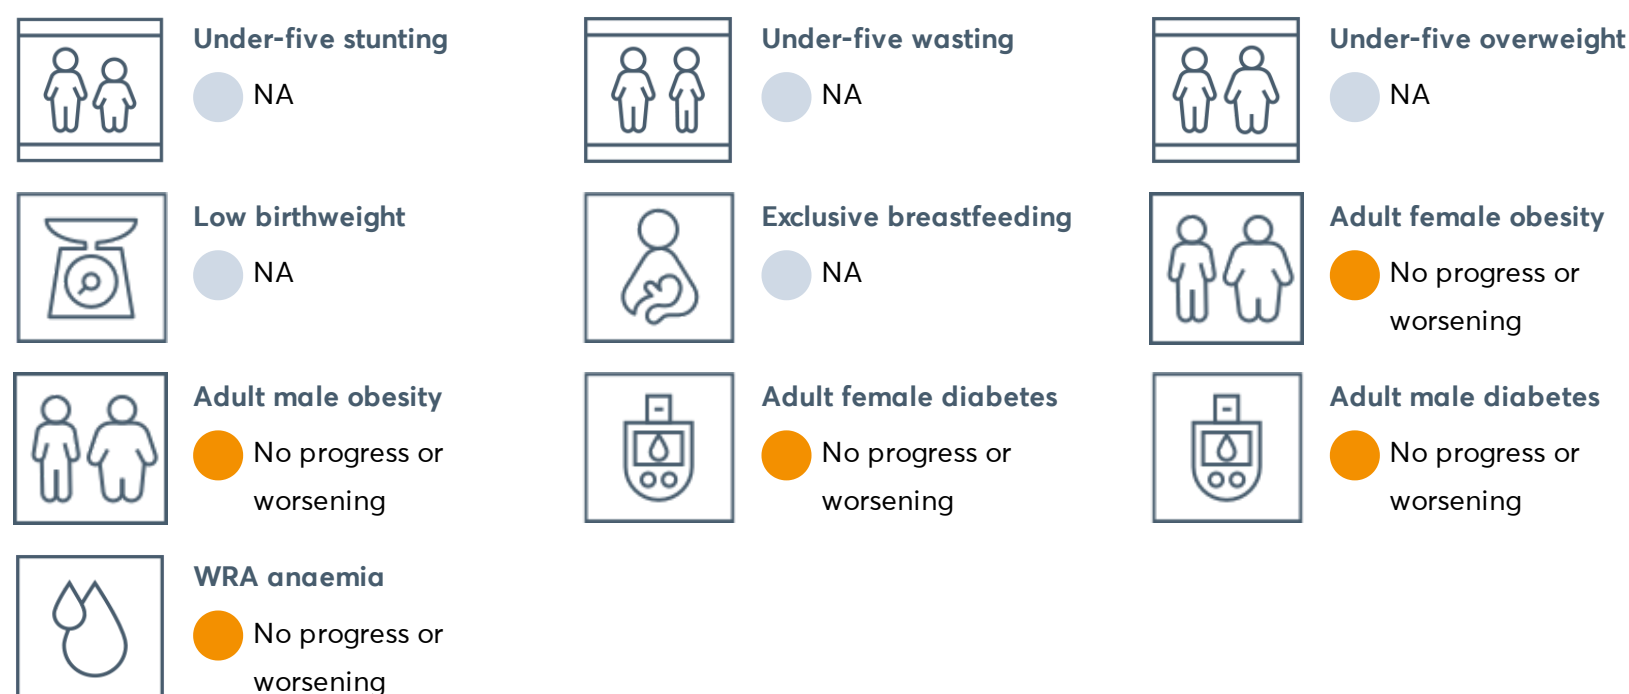 Under-five stunting
NA
Under-five wasting
NA
Under-five overweight
NA
Low birthweight
NA
Exclusive breastfeeding
NA
Adult female obesity
No progress or
worsening
Adult male obesity
No progress or
worsening
Adult female diabetes
No progress or
worsening
Adult male diabetes
No progress or
worsening
WRA anaemia
No progress or
worsening